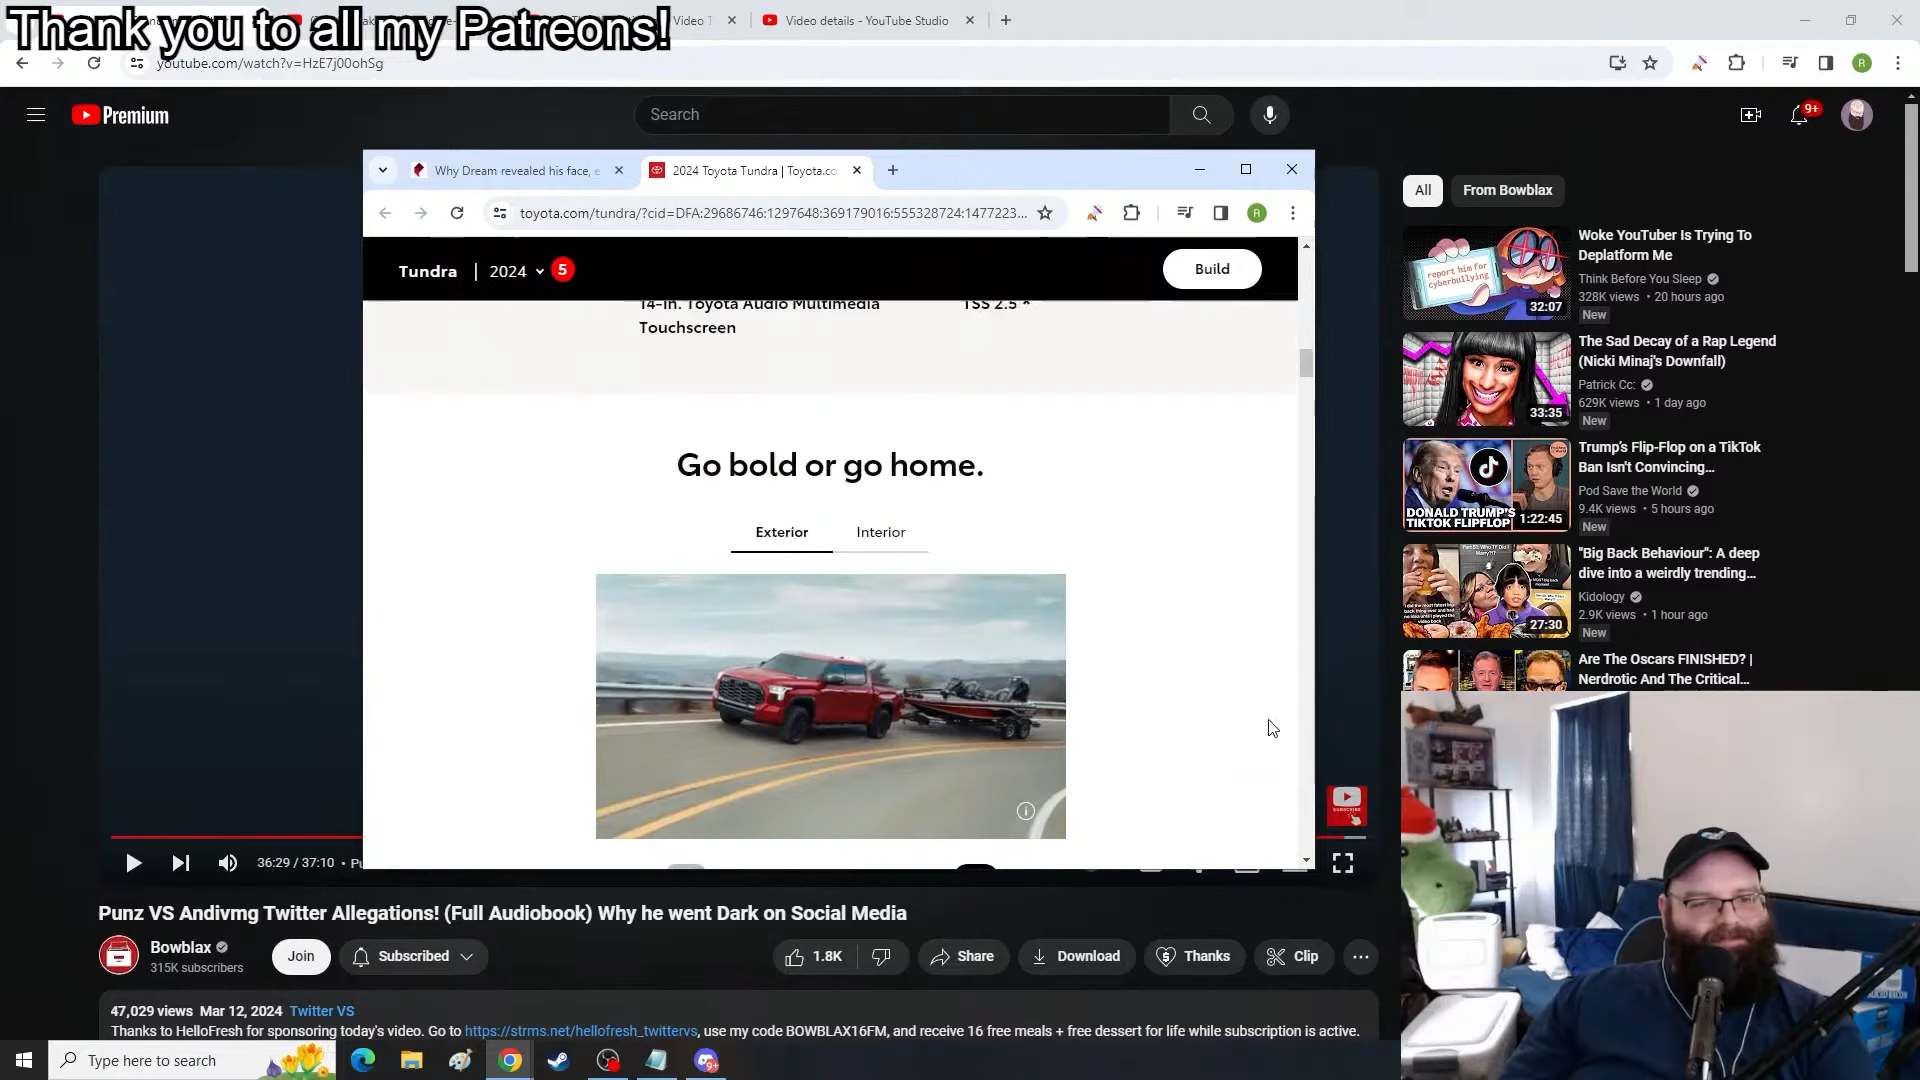 Thank you to all my Patreons!
Video T
Video details - YouTube Studio
youtube.com/watch?v=HzE7j00ohSg
Premium
Search
9+
Why Dream revealed his face, e
2024 Toyota Tundra | Toyota.co
toyota.com/tundra/?cid=DFA:29686746:1297648:369179016:555328724:1477223...
R
Tundra | 2024 5
Build
14-in. Toyota Audio Multimedia
Touchscreen
TSS 2.5 *
Go bold or go home.
Exterior
Interior
All
From Bowblax
report him for
cyberbullying
32:07
Woke YouTuber Is Trying To
Deplatform Me
Think Before You Sleep
328K views • 20 hours ago
New
33:35
The Sad Decay of a Rap Legend
(Nicki Minaj's Downfall)
Patrick Cc:
629K views • 1 day ago
New
DONALD TRUMP'S
TIKTOK FLIPFLOP
1:22:45
Trump's Flip-Flop on a TikTok
Ban Isn't Convincing...
Pod Save the World
9.4K views • 5 hours ago
New
27:30
"Big Back Behaviour": A deep
dive into a weirdly trending...
Kidology
2.9K views • 1 hour ago
New
Are The Oscars FINISHED? |
Nerdrotic And The Critical...
SUBSCRIBE
36:29 / 37:10 • Pu
Punz VS Andivmg Twitter Allegations! (Full Audiobook) Why he went Dark on Social Media
Bowblax
315K subscribers
Join
Subscribed
1.8K
Share
Download
Thanks
Clip
47,029 views Mar 12, 2024 Twitter VS
Thanks to HelloFresh for sponsoring today's video. Go to https://strms.net/hellofresh_twittervs, use my code BOWBLAX16FM, and receive 16 free meals + free dessert for life while subscription is active.
Type here to search
9+